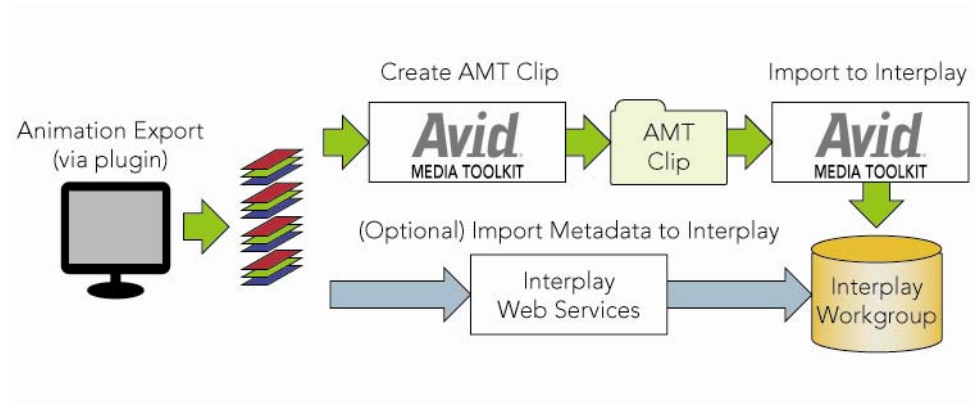 Create AMT Clip
Import to Interplay
Animation Export
(via plugin)
Avid
MEDIA TOOLKIT
AMT
Clip
Avid
MEDIA TOOLKIT
(Optional) Import Metadata to Interplay
Interplay
Web Services
Interplay
Workgroup